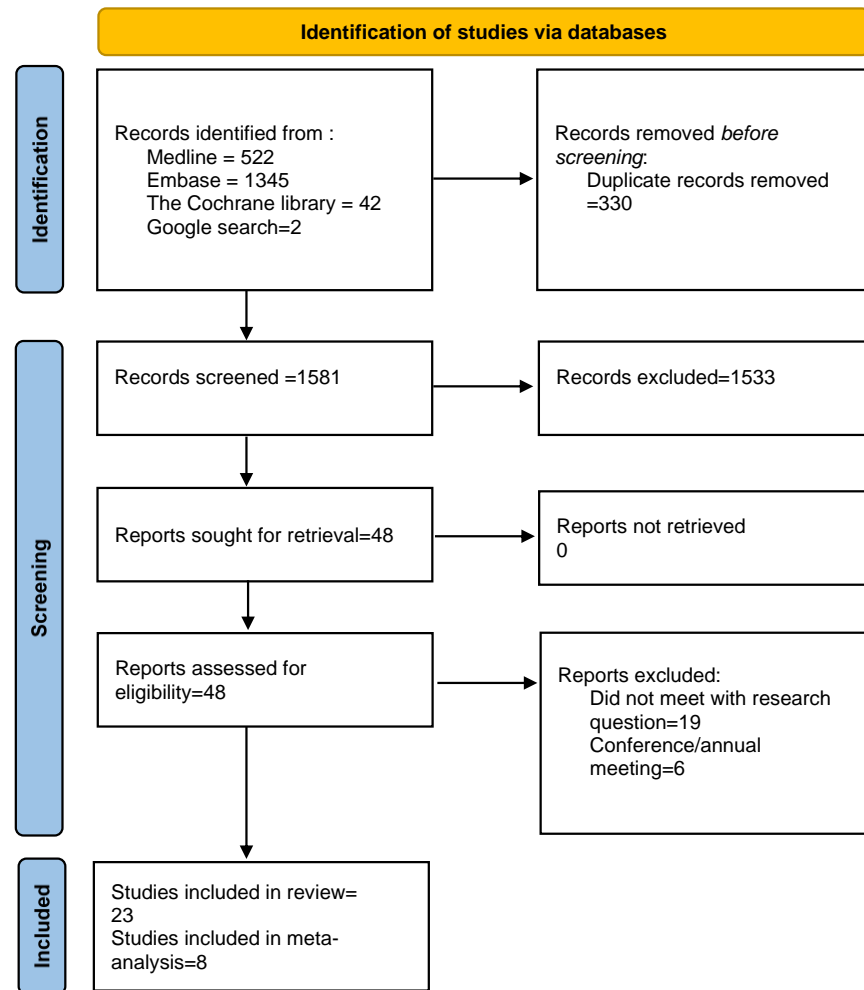 Identification of studies via databases
Identification
Records identified from :
Medline = 522
Embase = 1345
The Cochrane library = 42
Google search=2
Records removed before
screening:
Duplicate records removed
=330
Screening
Records screened =1581
Records excluded=1533
Reports sought for retrieval=48
Reports not retrieved
0
Reports assessed for
eligibility=48
Reports excluded:
Did not meet with research
question=19
Conference/annual
meeting=6
Included
Studies included in review=
23
Studies included in meta-
analysis=8